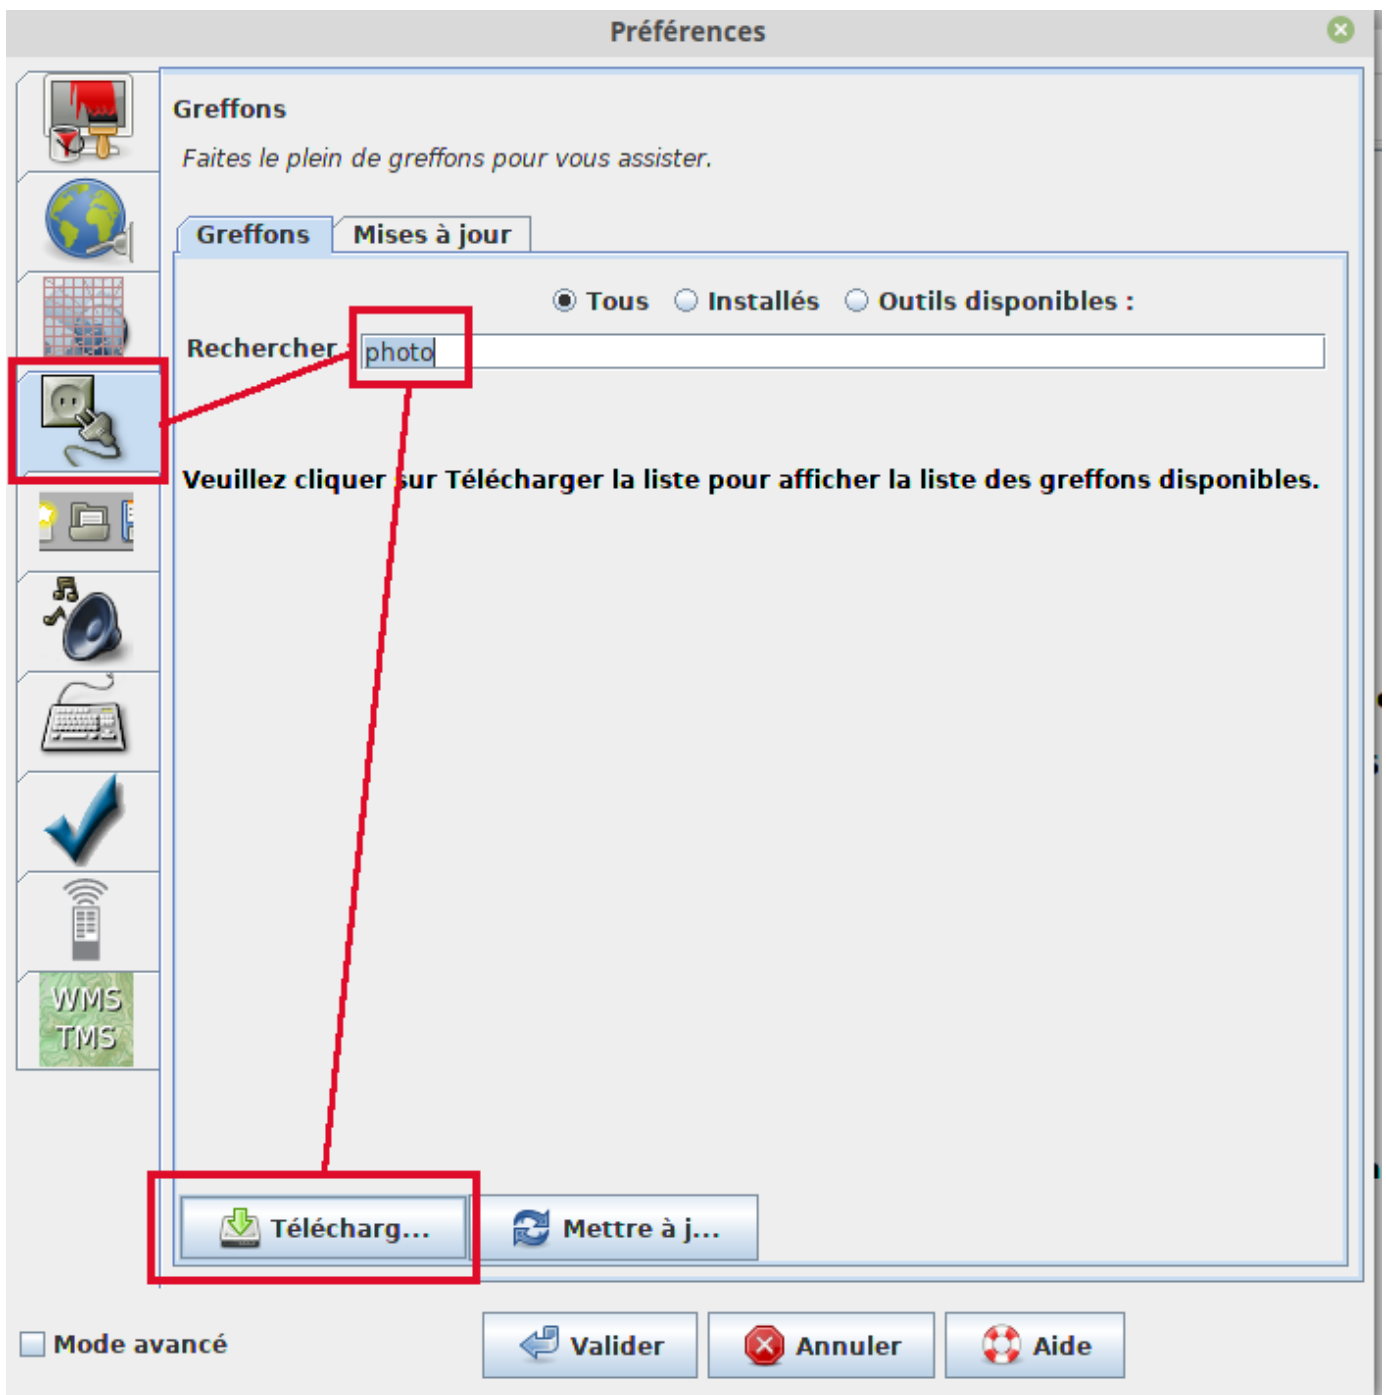 Préférences
Greffons
Faites le plein de greffons pour vous assister.
Greffons Mises à jour
Tous Installés Outils disponibles :
Rechercher : photo
Veuillez cliquer sur Télécharger la liste pour afficher la liste des greffons disponibles.
WMS
TMS
Télécharg... Mettre à j...
Mode avancé Valider Annuler Aide